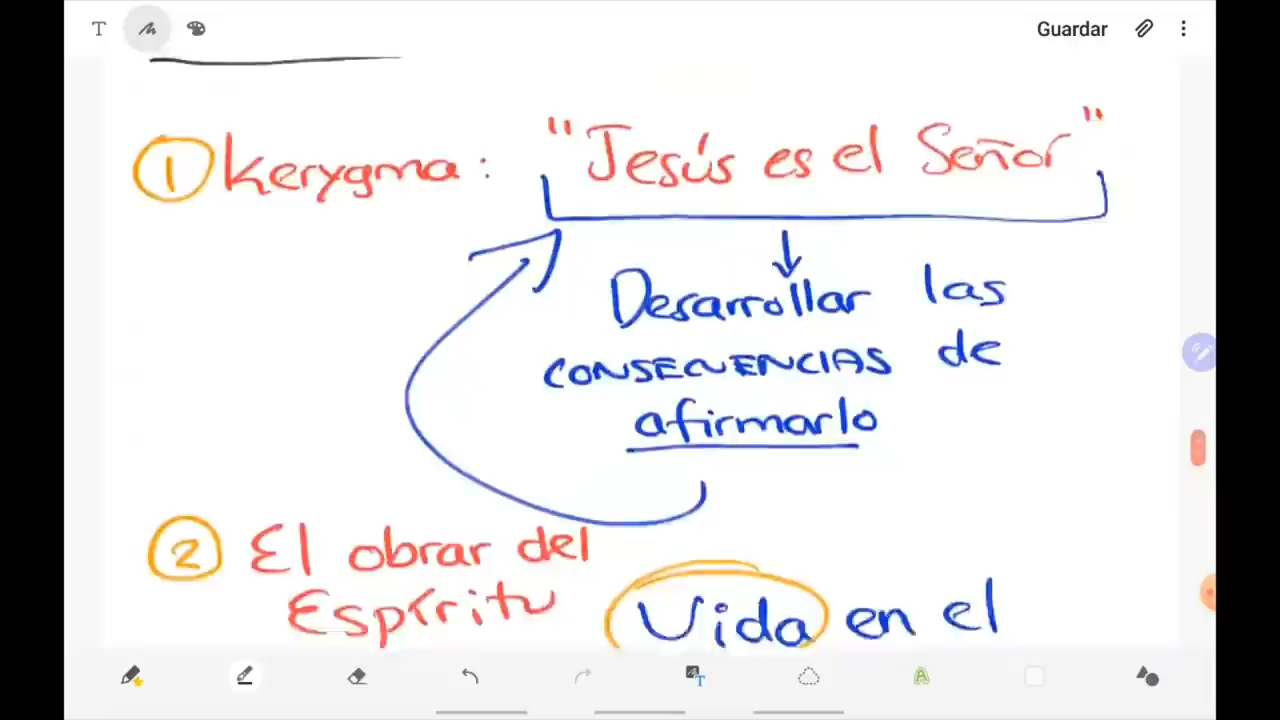 T
Guardar
① Kerygma: "Jesús es el Señor"
Desarrollar las
CONSECUENCIAS de
afirmarlo
② El obrar del
Espíritu
Vida en el
T
A